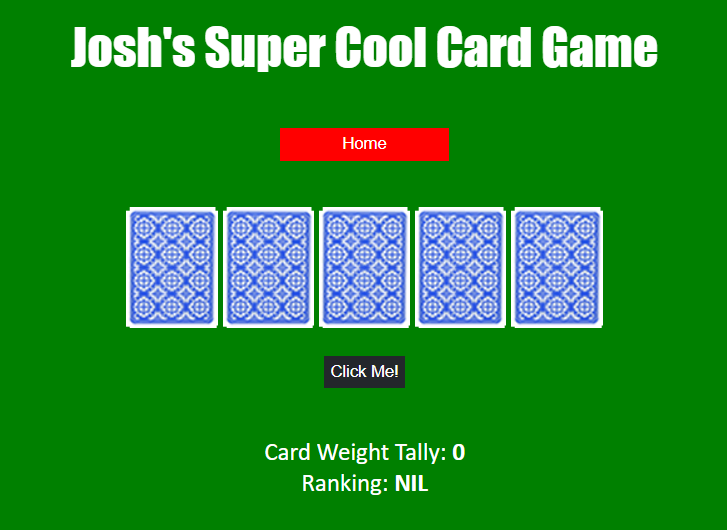 Josh's Super Cool Card Game
Home
Click Me!
Card Weight Tally: 0
Ranking: NIL